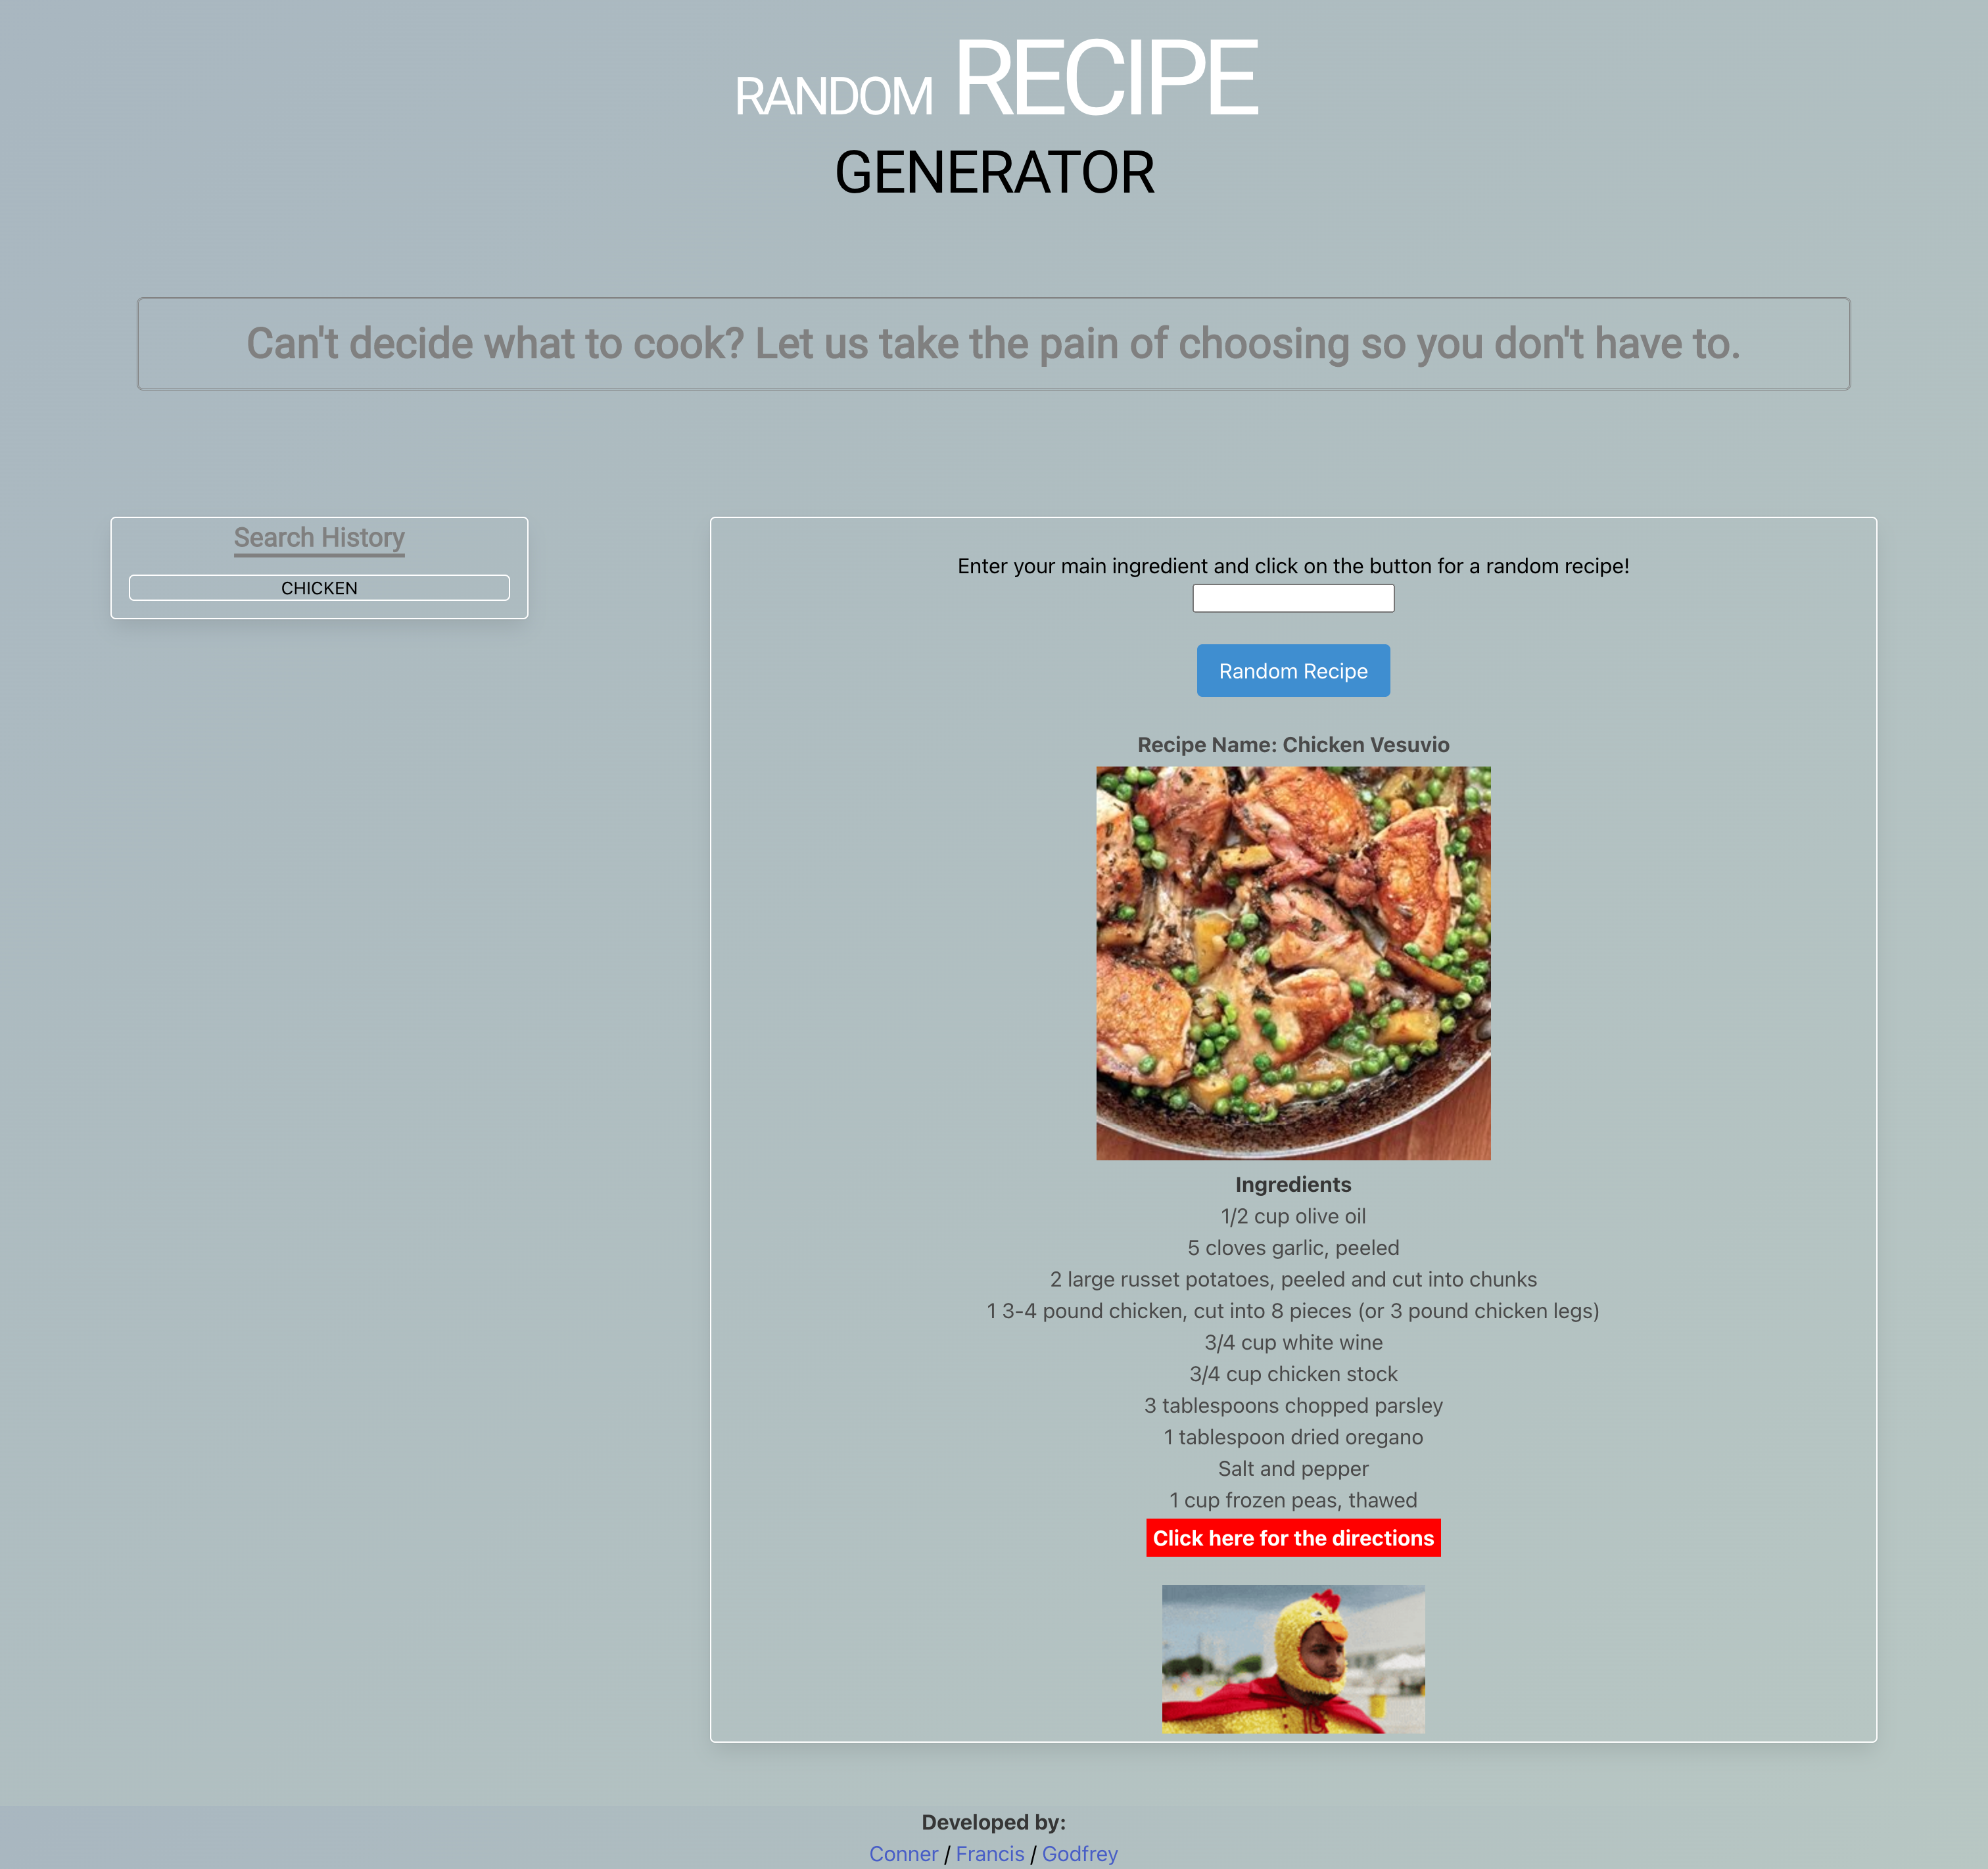 RANDOM RECIPE
GENERATOR
Can't decide what to cook? Let us take the pain of choosing so you don't have to.
Search History
CHICKEN
Enter your main ingredient and click on the button for a random recipe!
Random Recipe
Recipe Name: Chicken Vesuvio
Ingredients
1/2 cup olive oil
5 cloves garlic, peeled
2 large russet potatoes, peeled and cut into chunks
1 3-4 pound chicken, cut into 8 pieces (or 3 pound chicken legs)
3/4 cup white wine
3/4 cup chicken stock
3 tablespoons chopped parsley
1 tablespoon dried oregano
Salt and pepper
1 cup frozen peas, thawed
Click here for the directions
Developed by:
Conner / Francis / Godfrey